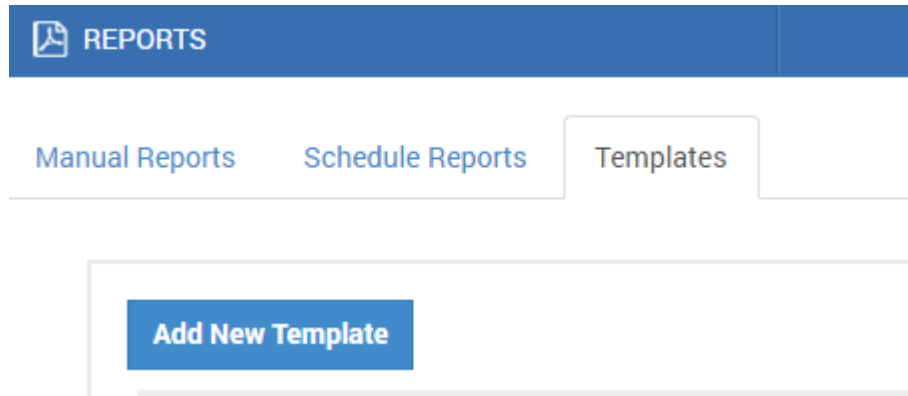 REPORTS
Manual Reports Schedule Reports Templates
Add New Template